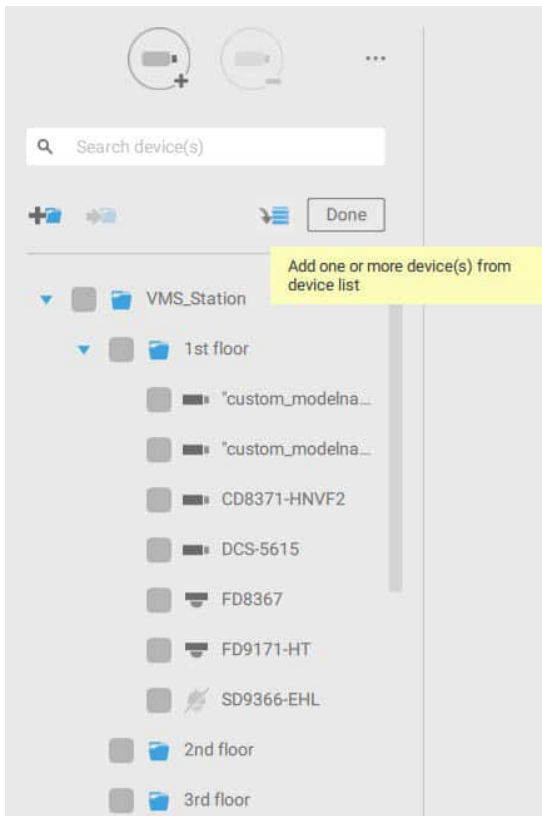 Search device(s)
Done
Add one or more device(s) from
device list
VMS_Station
1st floor
"custom_modelna...
"custom_modelna...
CD8371-HNVF2
DCS-5615
FD8367
FD9171-HT
SD9366-EHL
2nd floor
3rd floor